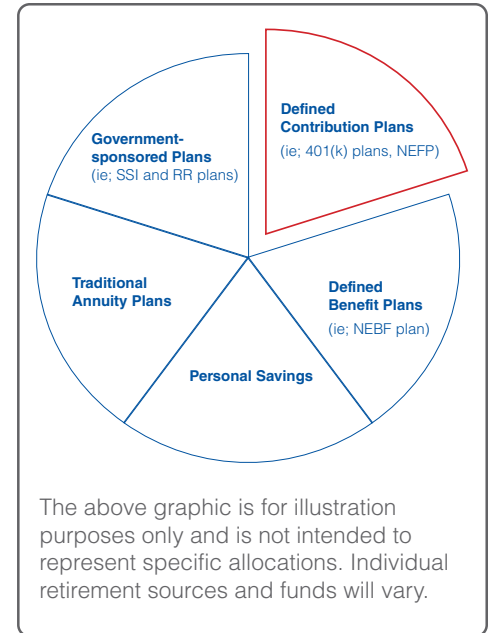 Defined
Contribution Plans
(ie; 401(k) plans, NEFP)
Government-
sponsored Plans
(ie; SSI and RR plans)
Traditional
Annuity Plans
Defined
Benefit Plans
(ie; NEBF plan)
Personal Savings
The above graphic is for illustration
purposes only and is not intended to
represent specific allocations. Individual
retirement sources and funds will vary.